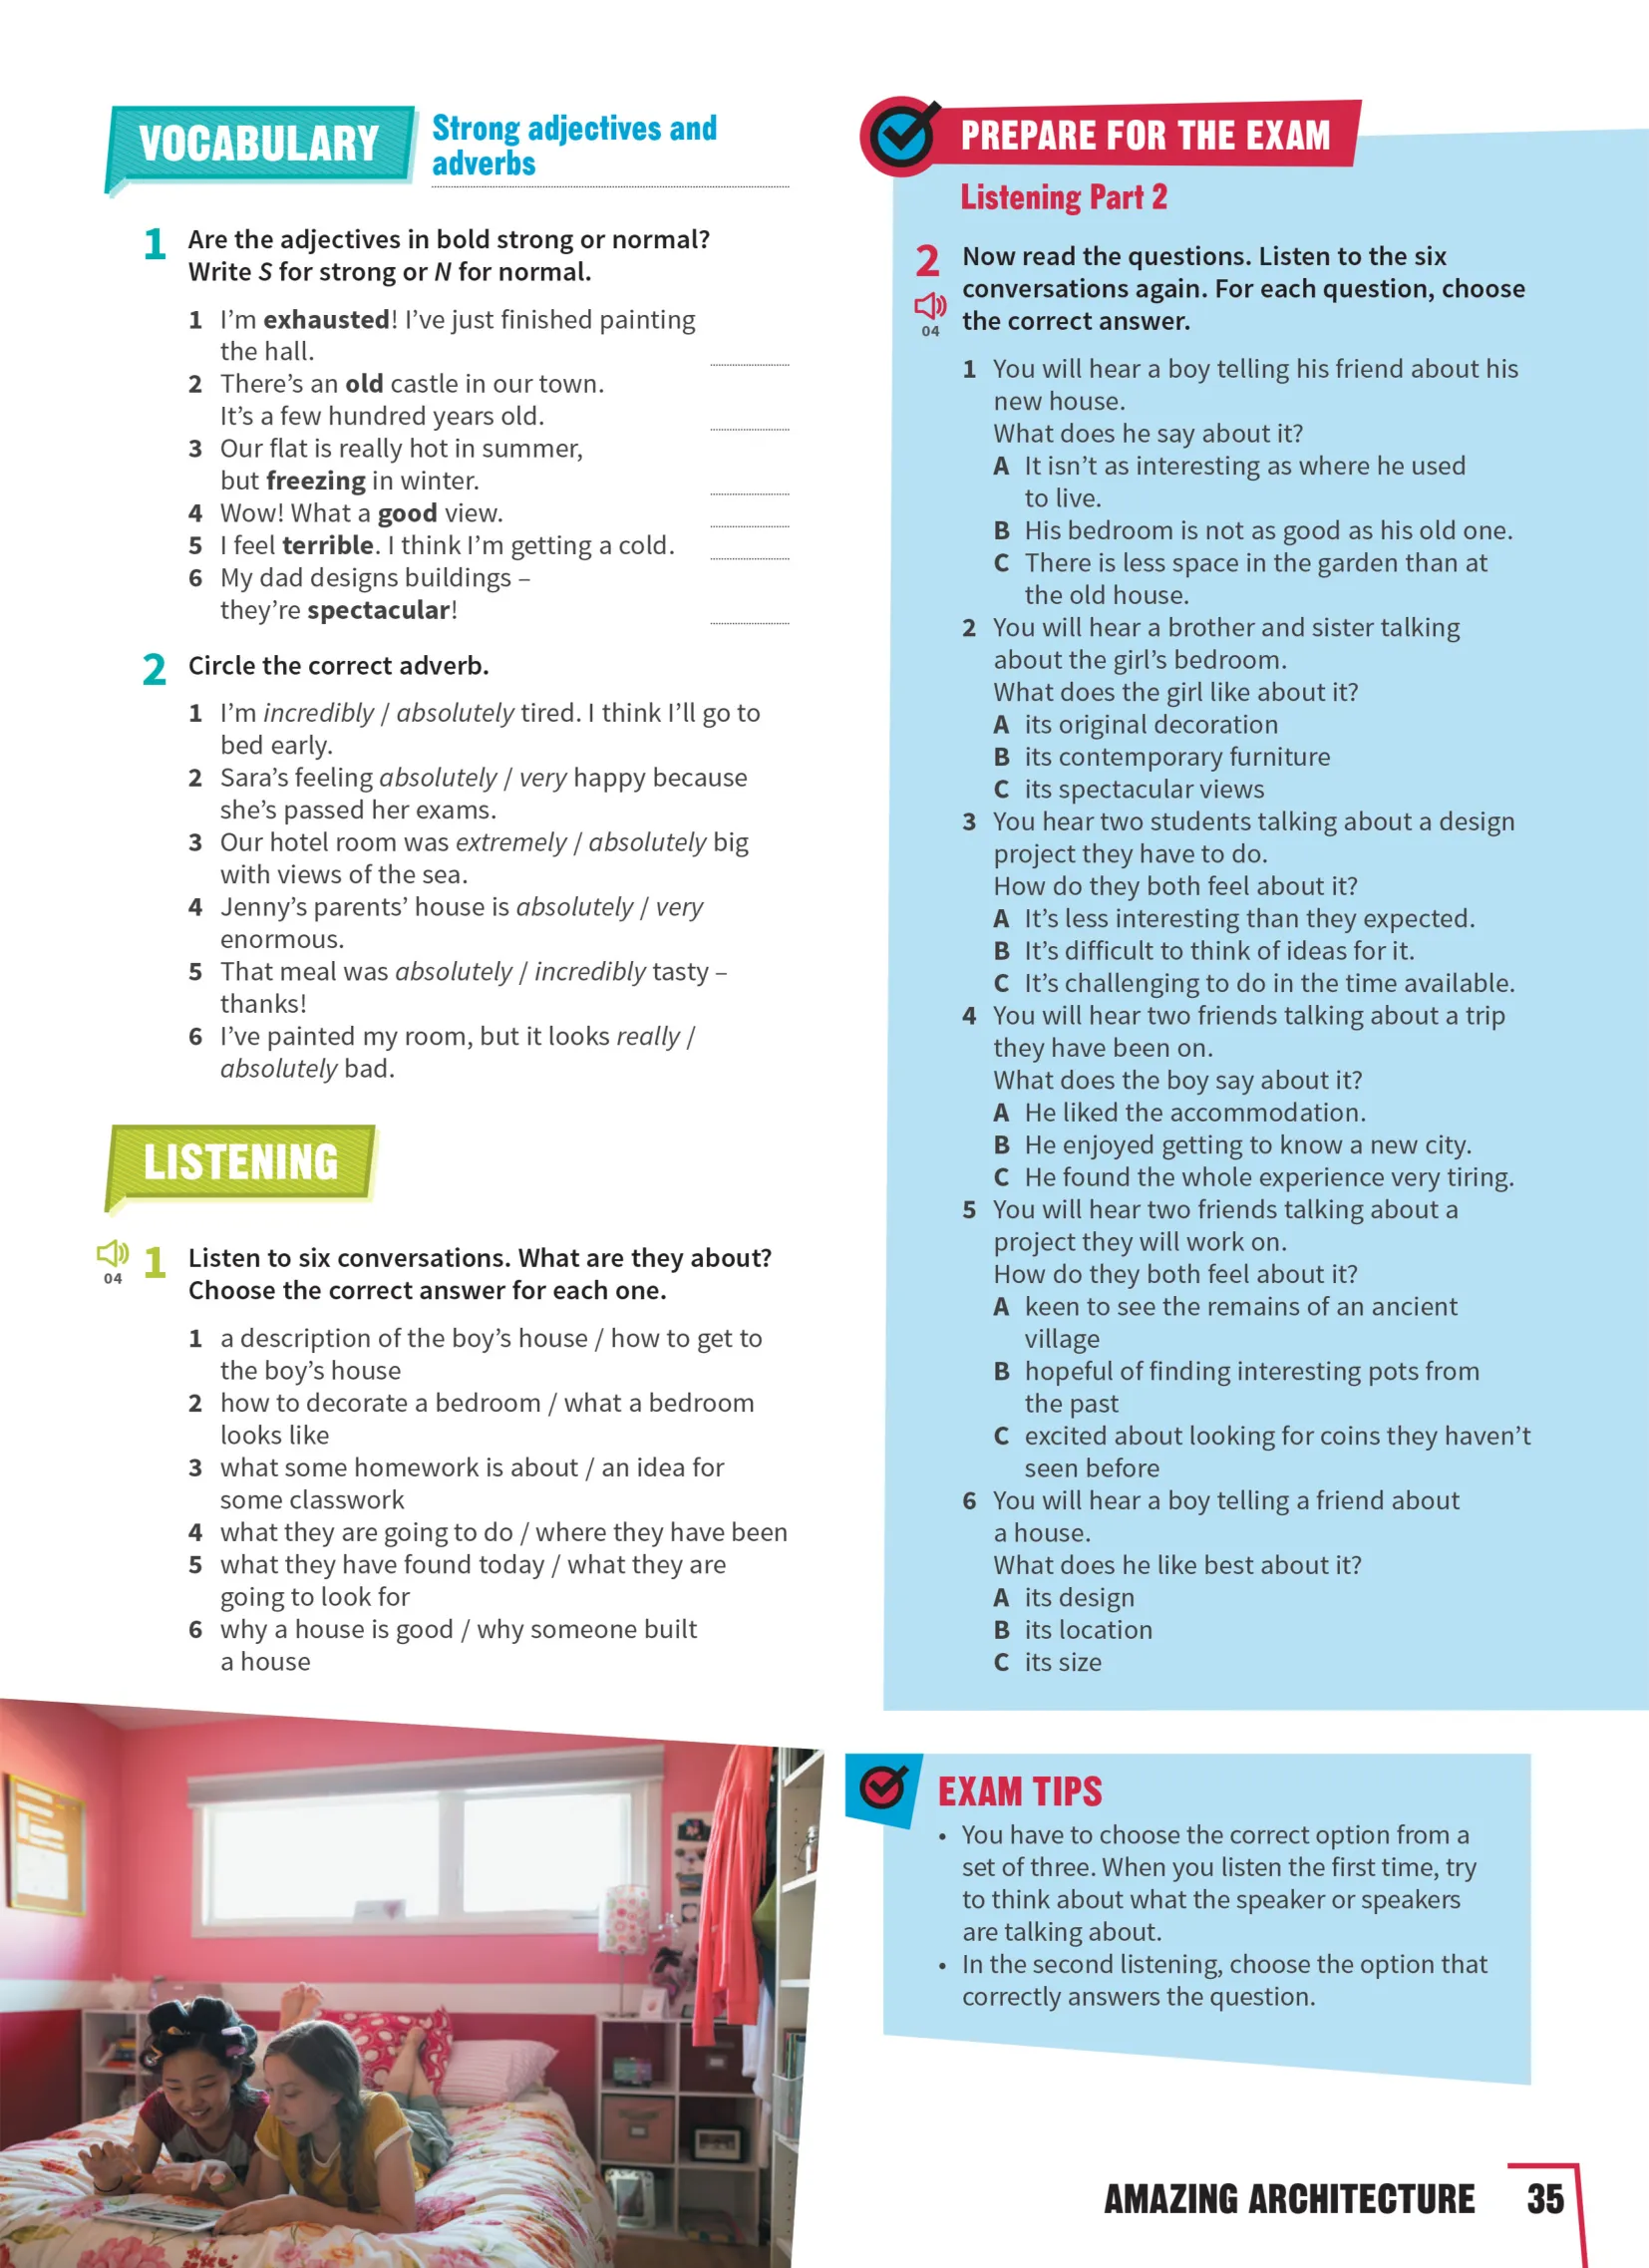 VOCABULARY
Strong adjectives and
adverbs
1 Are the adjectives in bold strong or normal?
Write S for strong or N for normal.
1 I’m exhausted! I’ve just finished painting
the hall.
2 There’s an old castle in our town.
It’s a few hundred years old.
3 Our flat is really hot in summer,
but freezing in winter.
4 Wow! What a good view.
5 I feel terrible. I think I’m getting a cold.
6 My dad designs buildings –
they’re spectacular!
2 Circle the correct adverb.
1 I’m incredibly / absolutely tired. I think I’ll go to
bed early.
2 Sara’s feeling absolutely / very happy because
she’s passed her exams.
3 Our hotel room was extremely / absolutely big
with views of the sea.
4 Jenny’s parents’ house is absolutely / very
enormous.
5 That meal was absolutely / incredibly tasty –
thanks!
6 I’ve painted my room, but it looks really /
absolutely bad.
LISTENING
04
1 Listen to six conversations. What are they about?
Choose the correct answer for each one.
1 a description of the boy’s house / how to get to
the boy’s house
2 how to decorate a bedroom / what a bedroom
looks like
3 what some homework is about / an idea for
some classwork
4 what they are going to do / where they have been
5 what they have found today / what they are
going to look for
6 why a house is good / why someone built
a house
PREPARE FOR THE EXAM
Listening Part 2
2 Now read the questions. Listen to the six
conversations again. For each question, choose
04 the correct answer.
1 You will hear a boy telling his friend about his
new house.
What does he say about it?
A It isn’t as interesting as where he used
to live.
B His bedroom is not as good as his old one.
C There is less space in the garden than at
the old house.
2 You will hear a brother and sister talking
about the girl’s bedroom.
What does the girl like about it?
A its original decoration
B its contemporary furniture
C its spectacular views
3 You hear two students talking about a design
project they have to do.
How do they both feel about it?
A It’s less interesting than they expected.
B It’s difficult to think of ideas for it.
C It’s challenging to do in the time available.
4 You will hear two friends talking about a trip
they have been on.
What does the boy say about it?
A He liked the accommodation.
B He enjoyed getting to know a new city.
C He found the whole experience very tiring.
5 You will hear two friends talking about a
project they will work on.
How do they both feel about it?
A keen to see the remains of an ancient
village
B hopeful of finding interesting pots from
the past
C excited about looking for coins they haven’t
seen before
6 You will hear a boy telling a friend about
a house.
What does he like best about it?
A its design
B its location
C its size
EXAM TIPS
• You have to choose the correct option from a
set of three. When you listen the first time, try
to think about what the speaker or speakers
are talking about.
• In the second listening, choose the option that
correctly answers the question.
AMAZING ARCHITECTURE 35